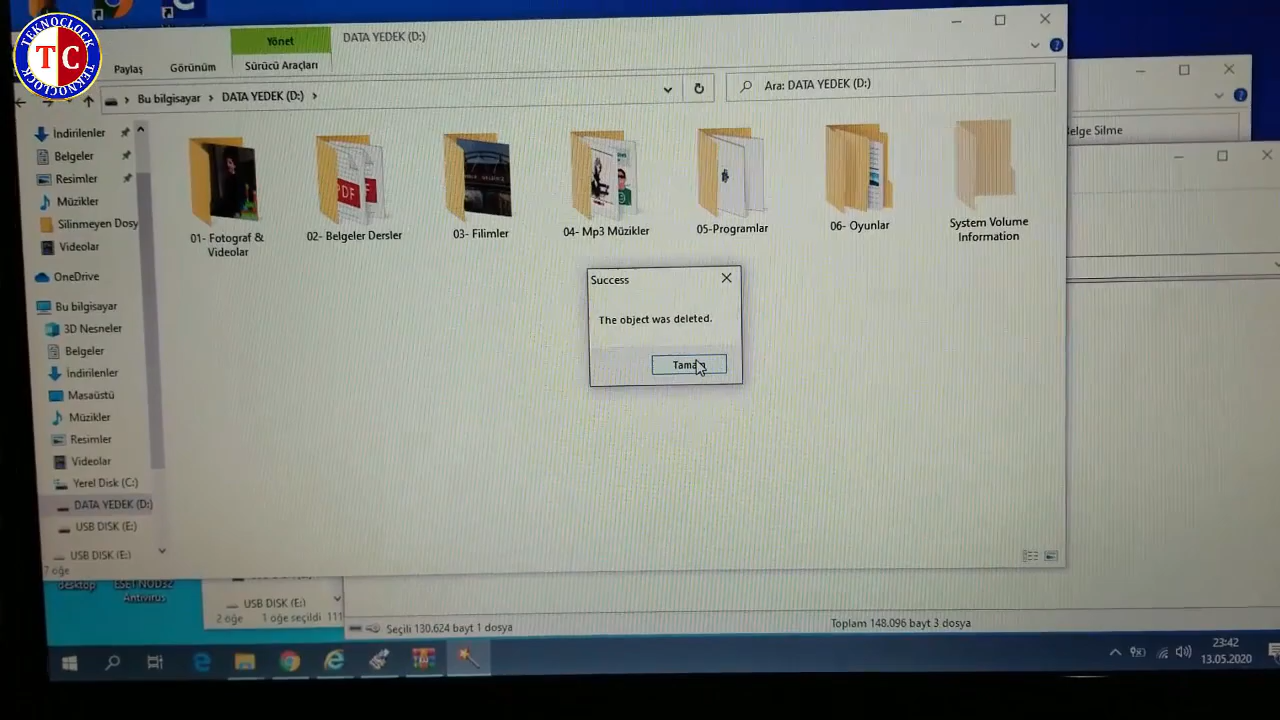 TEKNOCLOCK
TC
TEKNOCLOCK
Yönet
DATA YEDEK (D:)
Paylaş
Görünüm
Sürücü Araçları
Bu bilgisayar > DATA YEDEK (D:) >
Ara: DATA YEDEK (D:)
elge Silme
İndirilenler
Belgeler
Resimler
Müzikler
Silinmeyen Dosy
Videolar
OneDrive
Bu bilgisayar
3D Nesneler
Belgeler
İndirilenler
Masaüstü
Müzikler
Resimler
Videolar
Yerel Disk (C:)
DATA YEDEK (D:)
USB DISK (E:)
USB DISK (E:)
7 öğe
PDF
01- Fotograf &
Videolar
02- Belgeler Dersler
03- Filimler
04- Mp3 Müzikler
05-Programlar
06- Oyunlar
System Volume
Information
Success
The object was deleted.
Tamam
desktop
ESET NOD32
Antivirus
USB DISK (E:)
2 öğe
1 öğe seçildi 111
Seçili 130.624 bayt 1 dosya
Toplam 148.096 bayt 3 dosya
23:42
13.05.2020